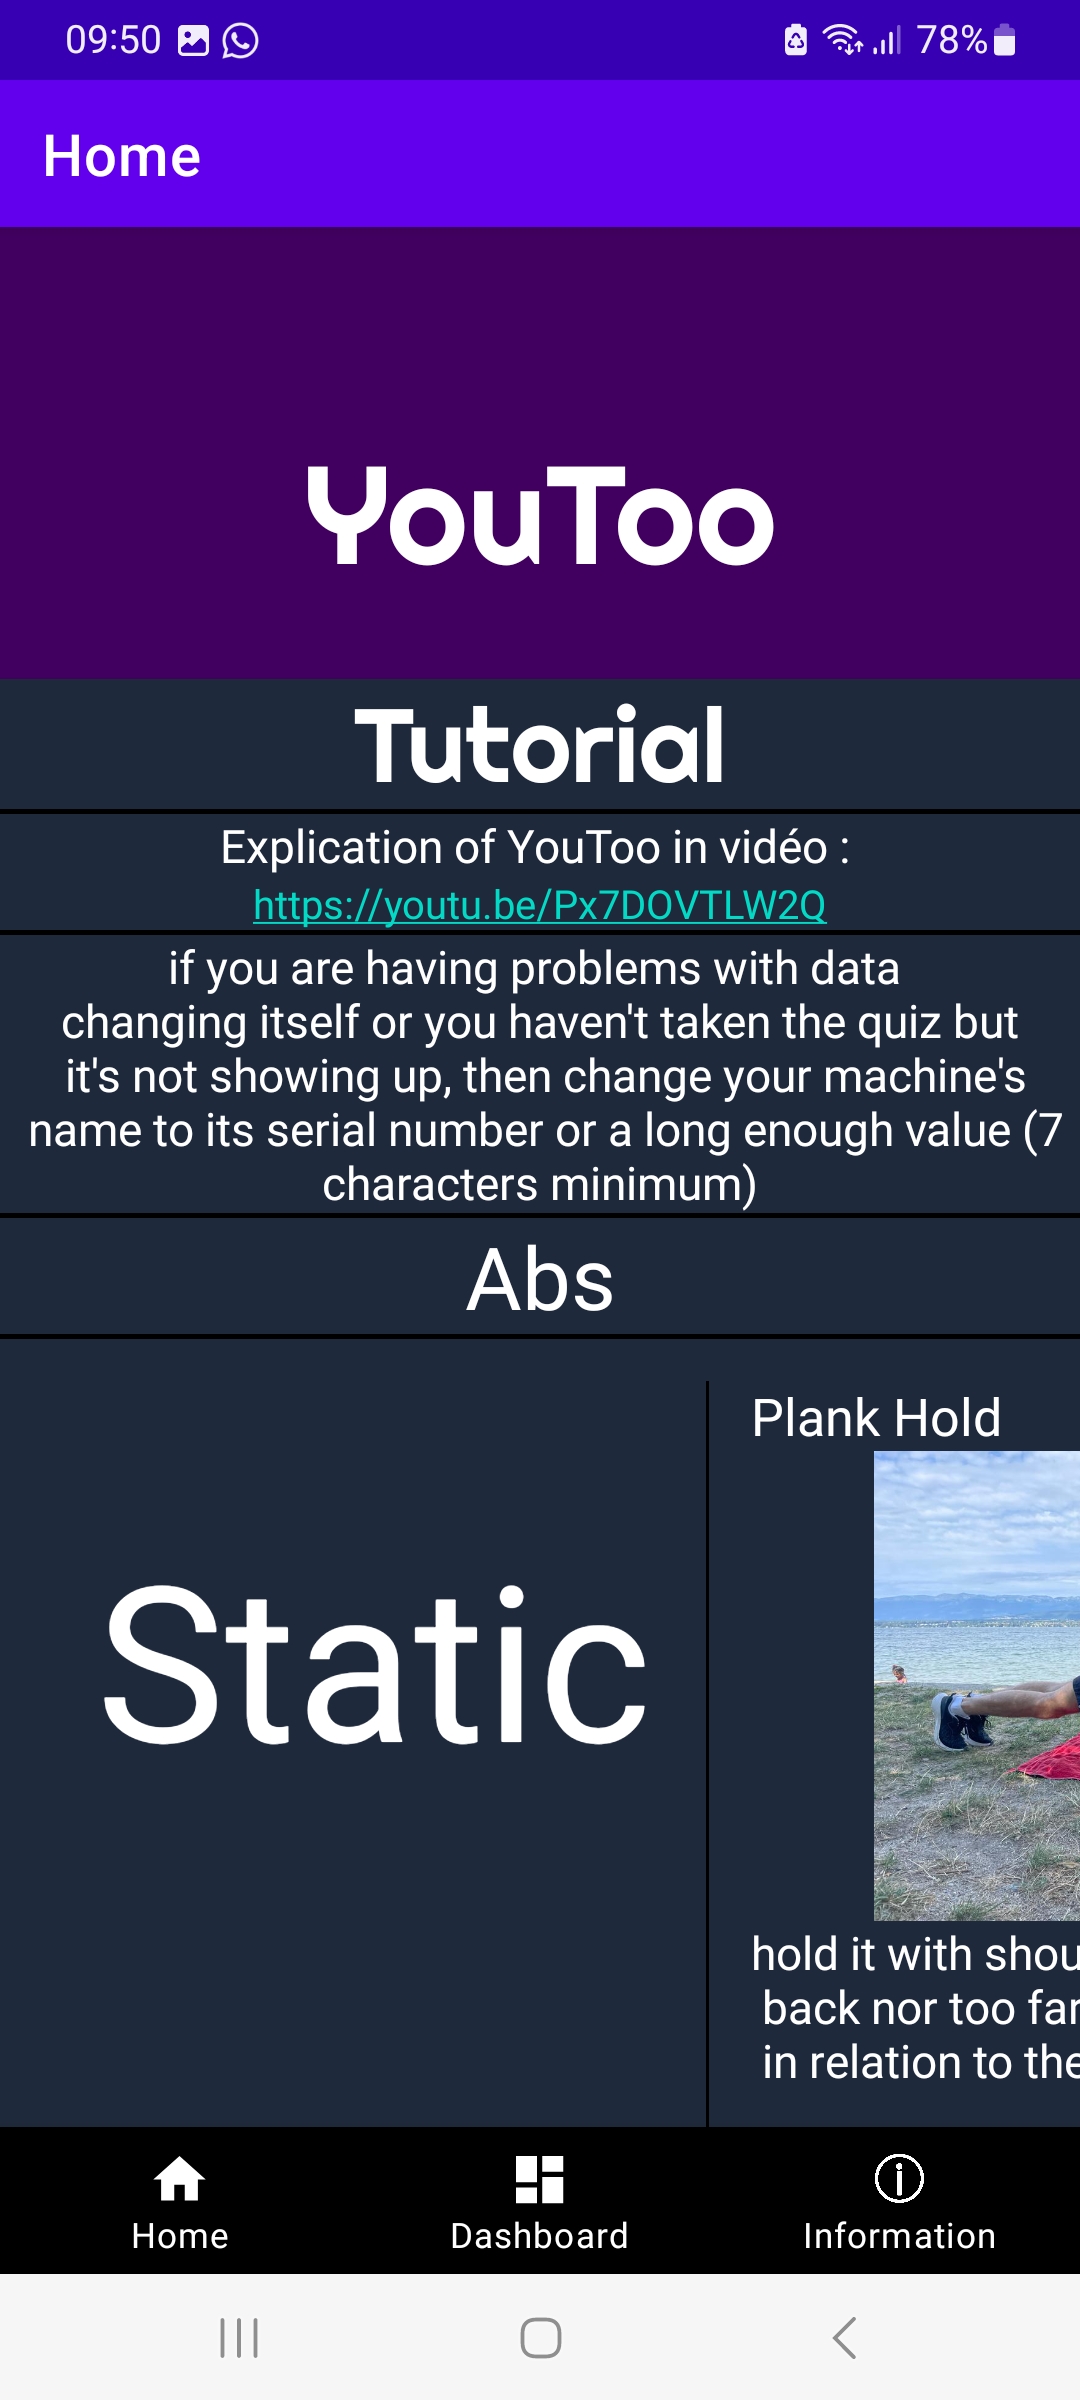 09:50
78%
Home
YouToo
Tutorial
Explication of YouToo in vidéo :
https://youtu.be/Px7DOVTLW2Q
if you are having problems with data
changing itself or you haven't taken the quiz but
it's not showing up, then change your machine's
name to its serial number or a long enough value (7
characters minimum)
Abs
Static
Plank Hold
hold it with shou
back nor too far
in relation to the
Home
Dashboard
Information